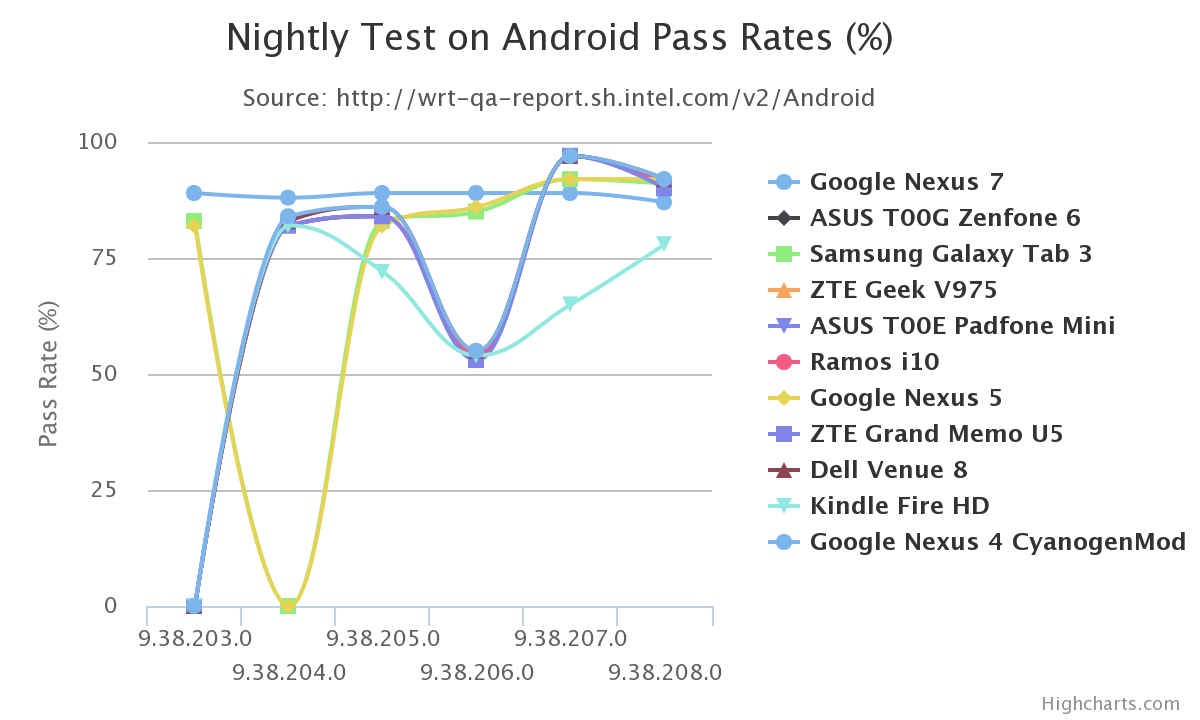 Nightly Test on Android Pass Rates (%)
Source: http://wrt-qa-report.sh.intel.com/v2/Android
Pass Rate (%)
100
75
50
25
0
9.38.203.0
9.38.204.0
9.38.205.0
9.38.206.0
9.38.207.0
9.38.208.0
Google Nexus 7
ASUS T00G Zenfone 6
Samsung Galaxy Tab 3
ZTE Geek V975
ASUS T00E Padfone Mini
Ramos i10
Google Nexus 5
ZTE Grand Memo U5
Dell Venue 8
Kindle Fire HD
Google Nexus 4 CyanogenMod
Highcharts.com